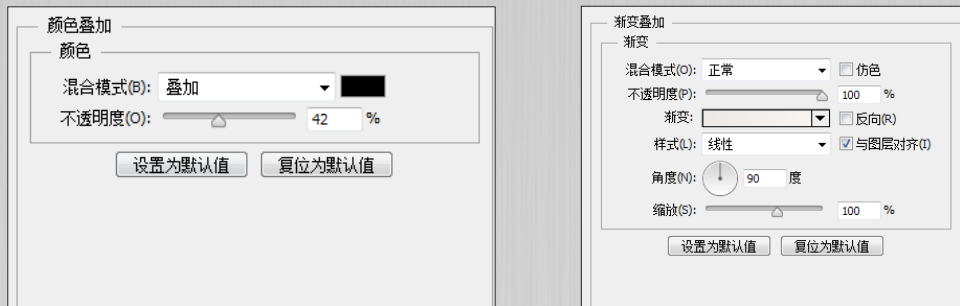 颜色叠加
颜色
混合模式(B): 叠加
不透明度(O): 42 %
设置为默认值 复位为默认值
渐变叠加
渐变
混合模式(O): 正常 仿色
不透明度(P): 100 %
渐变: 反向(R)
样式(L): 线性 与图层对齐(I)
角度(N): 90 度
缩放(S): 100 %
设置为默认值 复位为默认值